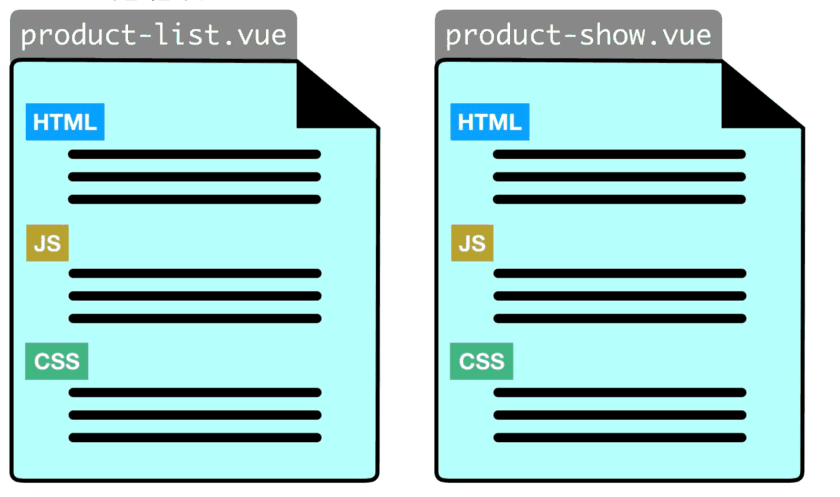 product-list.vue
HTML
JS
CSS
product-show.vue
HTML
JS
CSS